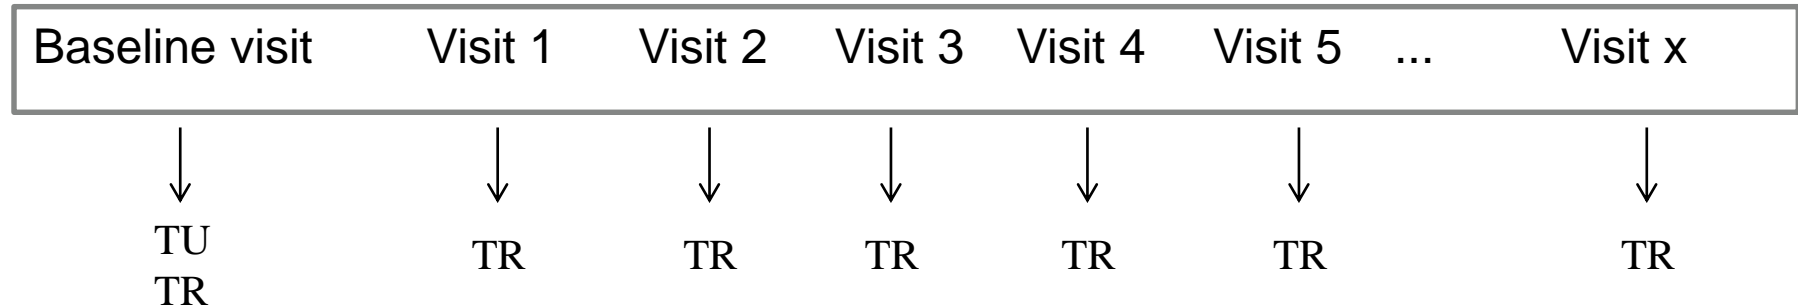 Baseline visit Visit 1 Visit 2 Visit 3 Visit 4 Visit 5 ... Visit x
TU
TR TR TR TR TR TR
TR